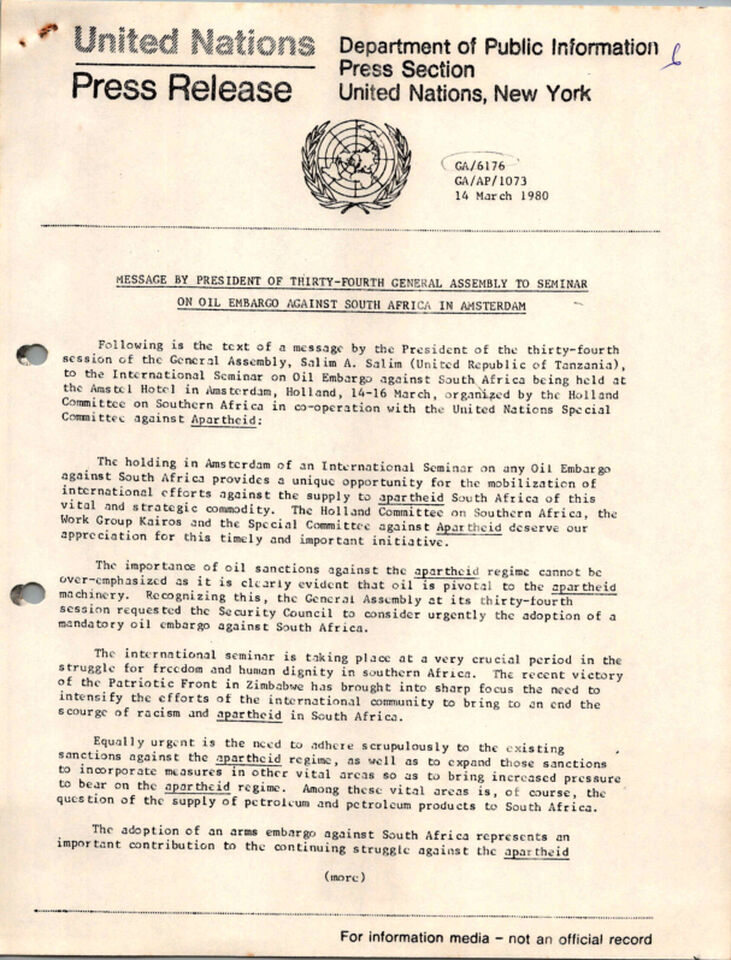 United Nations
Press Release
Department of Public Information
Press Section
United Nations, New York
6
GA/6176
GA/AP/1073
14 March 1980
MESSAGE BY PRESIDENT OF THIRTY-FOURTH GENERAL ASSEMBLY TO SEMINAR
ON OIL EMBARGO AGAINST SOUTH AFRICA IN AMSTERDAM
Following is the text of a message by the President of the thirty-fourth
session of the General Assembly, Salim A. Salim (United Republic of Tanzania),
to the International Seminar on Oil Embargo against South Africa being held at
the Amstel Hotel in Amsterdam, Holland, 14-16 March, organized by the Holland
Committee on Southern Africa in co-operation with the United Nations Special
Committee against Apartheid:
The holding in Amsterdam of an International Seminar on any Oil Embargo
against South Africa provides a unique opportunity for the mobilization of
international efforts against the supply to apartheid South Africa of this
vital and strategic commodity. The Holland Committee on Southern Africa, the
Work Group Kairos and the Special Committee against Apartheid deserve our
appreciation for this timely and important initiative.
The importance of oil sanctions against the apartheid regime cannot be
over-emphasized as it is clearly evident that oil is pivotal to the apartheid
machinery. Recognizing this, the General Assembly at its thirty-fourth
session requested the Security Council to consider urgently the adoption of a
mandatory oil embargo against South Africa.
The international seminar is taking place at a very crucial period in the
struggle for freedom and human dignity in southern Africa. The recent victory
of the Patriotic Front in Zimbabwe has brought into sharp focus the need to
intensify the efforts of the international community to bring to an end the
scourge of racism and apartheid in South Africa.
Equally urgent is the need to adhere scrupulously to the existing
sanctions against the apartheid regime, as well as to expand those sanctions
to incorporate measures in other vital areas so as to bring increased pressure
to bear on the apartheid regime. Among these vital areas is, of course, the
question of the supply of petroleum and petroleum products to South Africa.
The adoption of an arms embargo against South Africa represents an
important contribution to the continuing struggle against the apartheid
(more)
For information media - not an official record